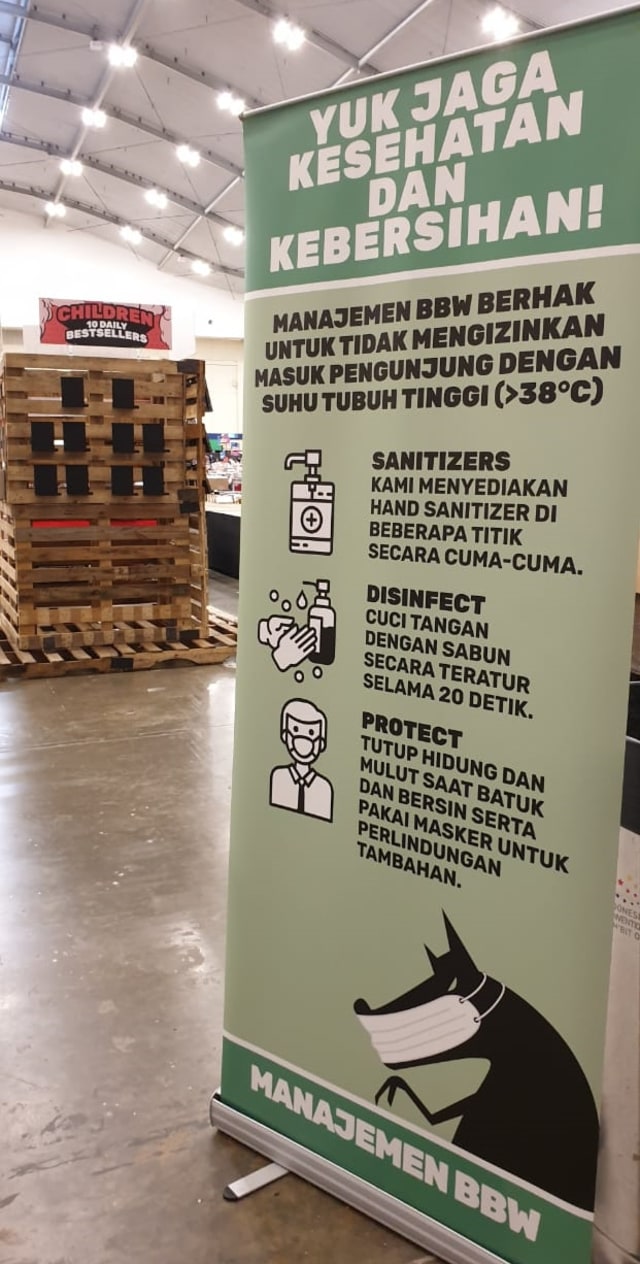 YUK JAGA
KESEHATAN
DAN
KEBERSIHAN!
MANAJEMEN BBW BERHAK
UNTUK TIDAK MENGIZINKAN
MASUK PENGUNJUNG DENGAN
SUHU TUBUH TINGGI (>38°C)
SANITIZERS
KAMI MENYEDIAKAN
HAND SANITIZER DI
BEBERAPA TITIK
SECARA CUMA-CUMA.
DISINFECT
CUCI TANGAN
DENGAN SABUN
SECARA TERATUR
SELAMA 20 DETIK.
PROTECT
TUTUP HIDUNG DAN
MULUT SAAT BATUK
DAN BERSIN SERTA
PAKAI MASKER UNTUK
PERLINDUNGAN
TAMBAHAN.
MANAJEMEN BBW
CHILDREN
10 DAILY
BESTSELLERS